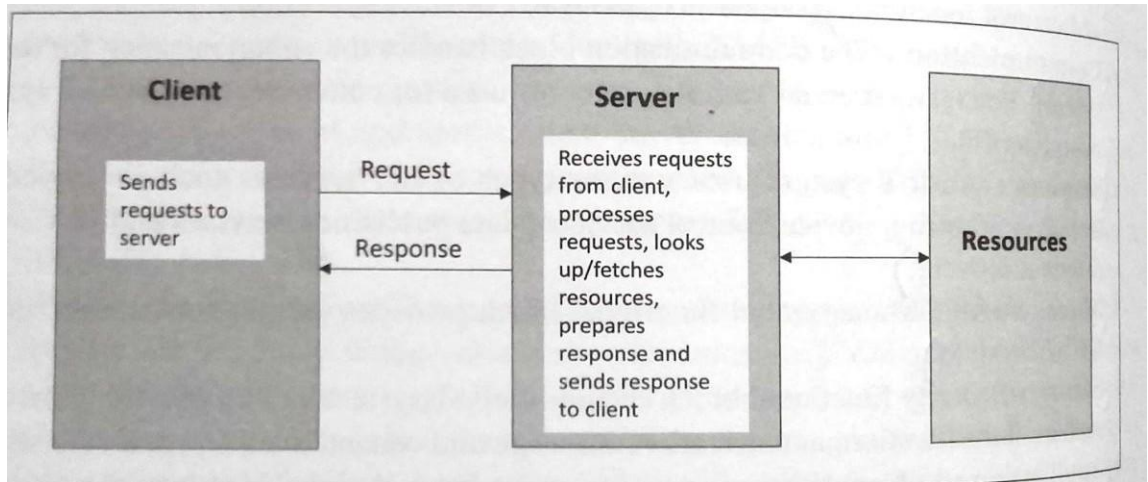 Client
Sends
requests to
server
Request
Response
Server
Receives requests
from client,
processes
requests, looks
up/fetches
resources,
prepares
response and
sends response
to client
Resources